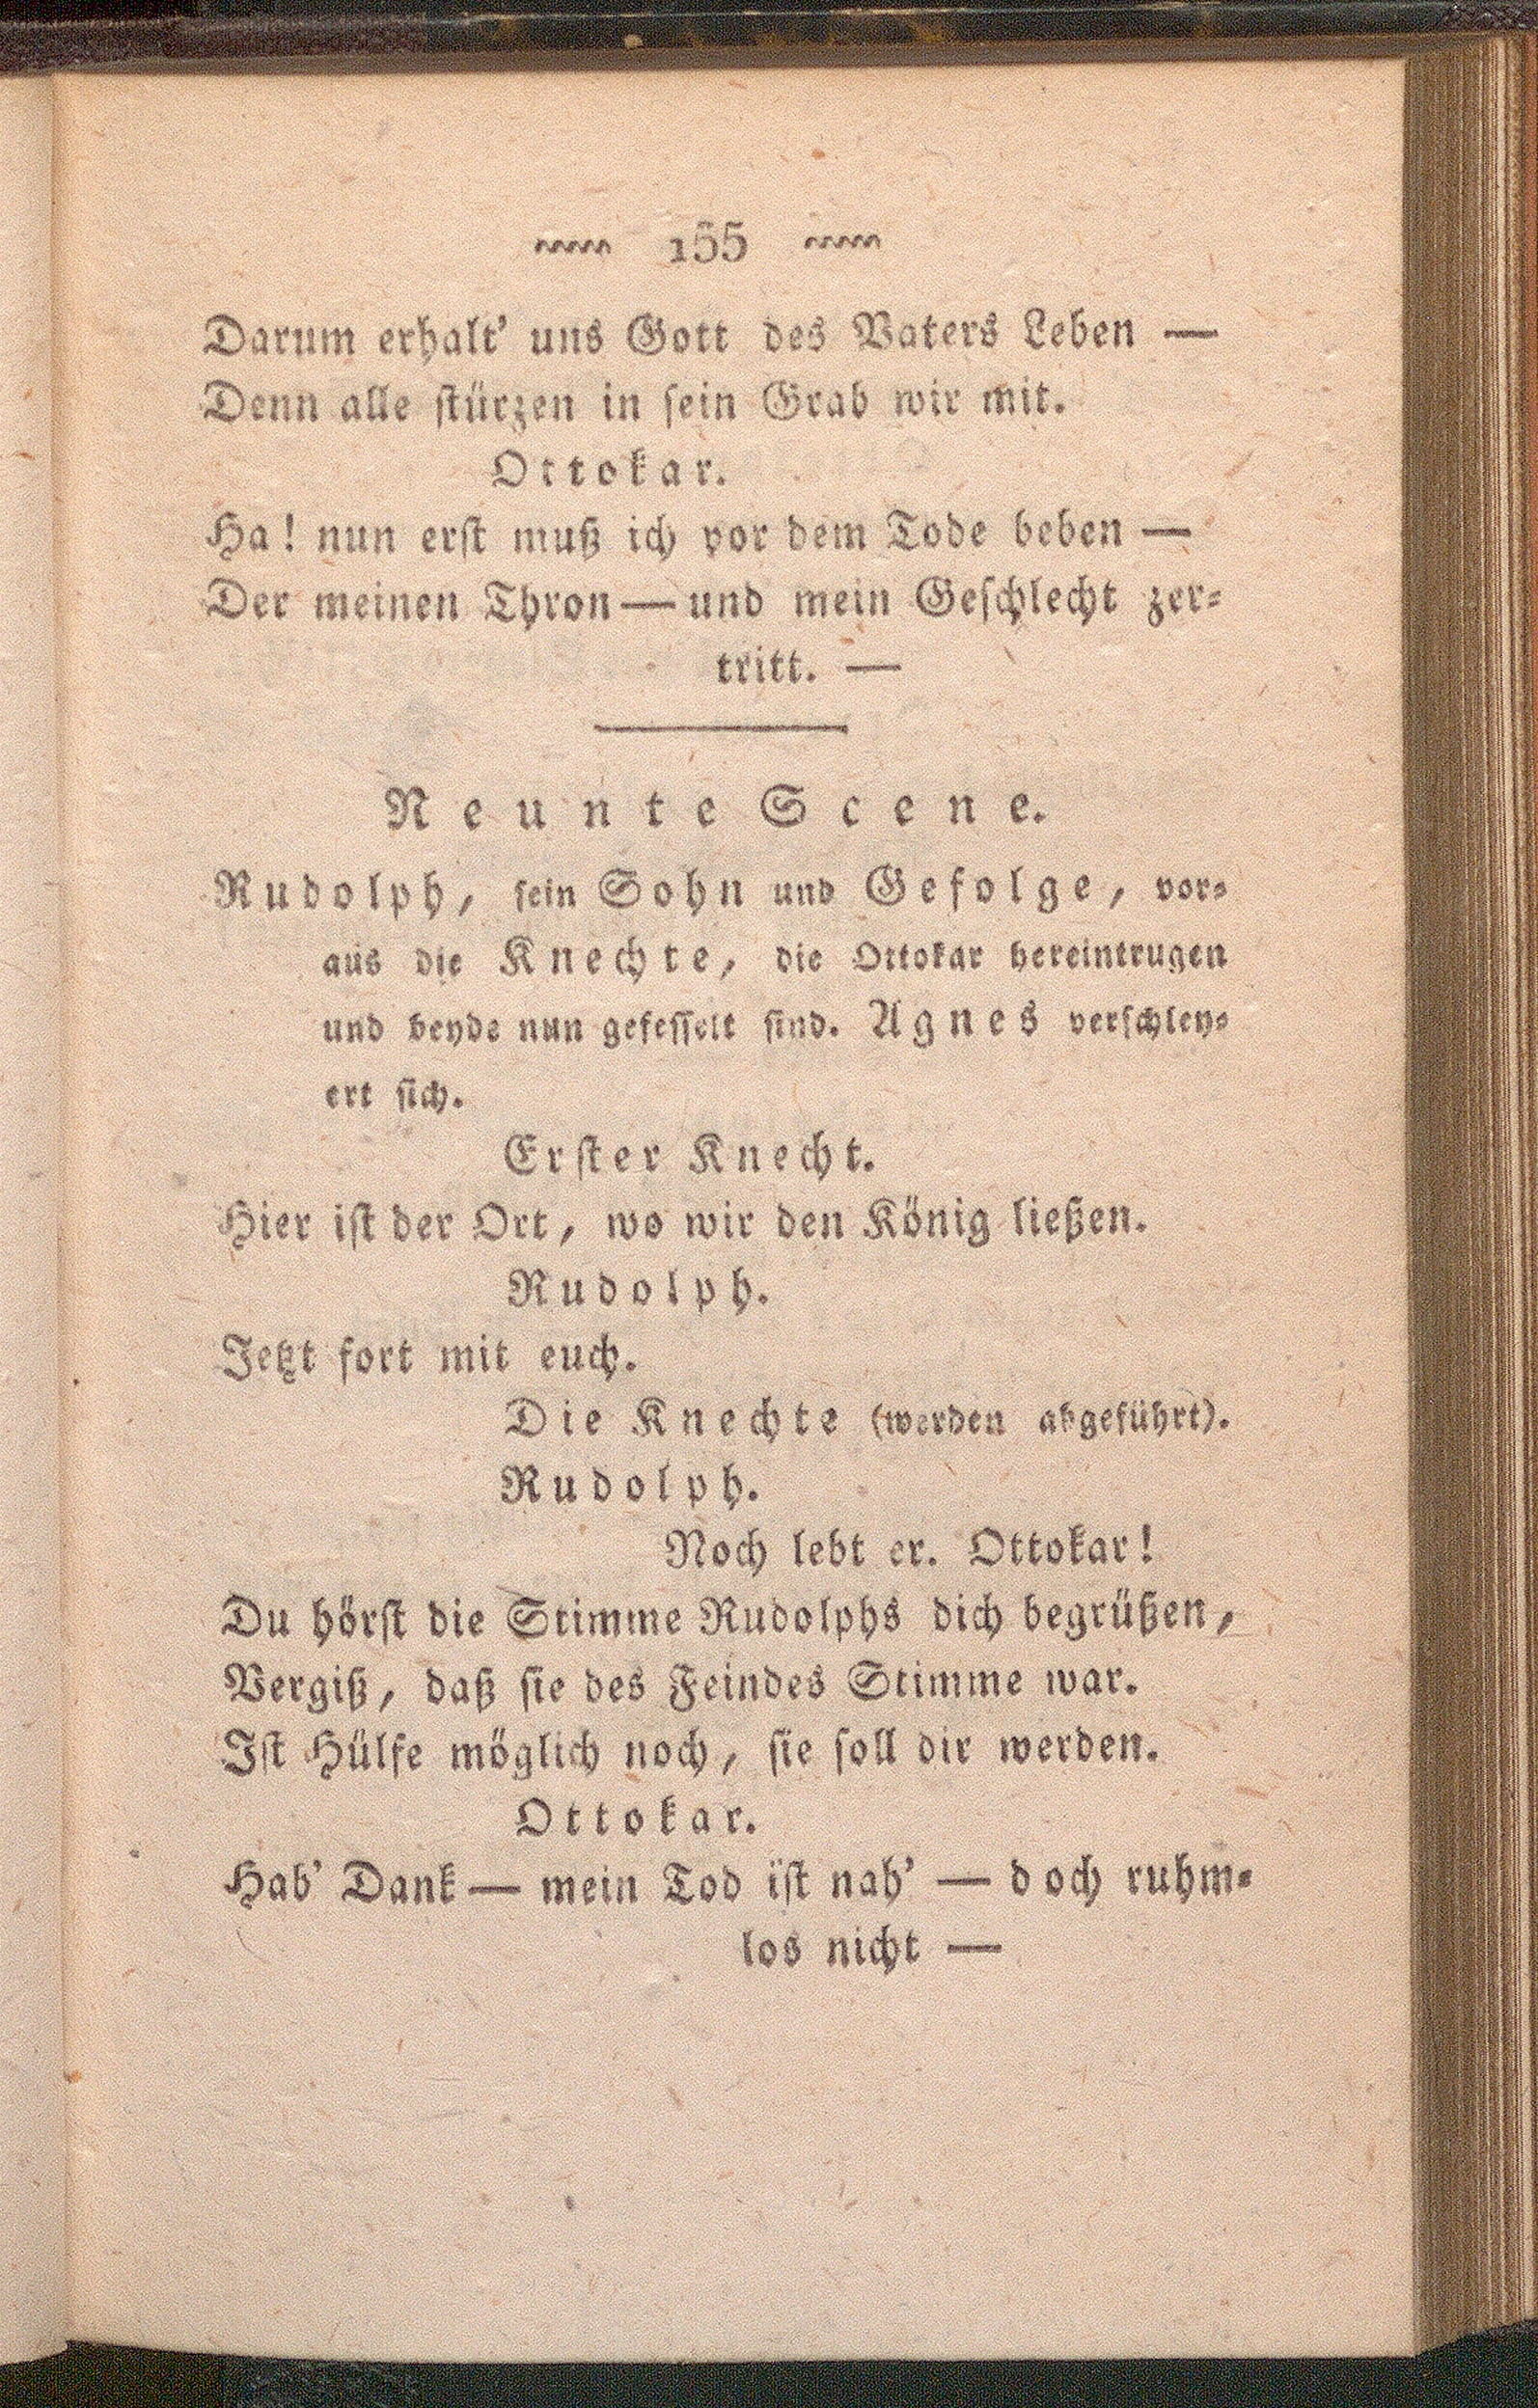 155
Darum erhalt' uns Gott des Vaters Leben —
Denn alle stürzen in sein Grab wir mit.
Ottokar.
Ha! nun erst muß ich vor dem Tode beben —
Der meinen Thron — und mein Geschlecht zer-
tritt. —
Neunte Scene.
Rudolph, sein Sohn und Gefolge, vor-
aus die Knechte, die Ottokar hereintrugen
und beyde nun gefesselt sind. Agnes verschley-
ert sich.
Erster Knecht.
Hier ist der Ort, wo wir den König ließen.
Rudolph.
Jetzt fort mit euch.
Die Knechte (werden abgeführt).
Rudolph.
Noch lebt er. Ottokar!
Du hörst die Stimme Rudolphs dich begrüßen,
Vergiß, daß sie des Feindes Stimme war.
Ist Hülfe möglich noch, sie soll dir werden.
Ottokar.
Hab' Dank — mein Tod ist nah' — doch ruhm-
los nicht —